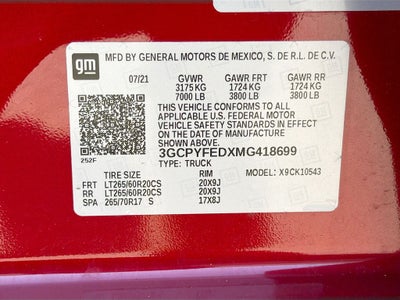 gm
MFD BY GENERAL MOTORS DE MEXICO, S. DE R.L. DE C.V.
07/21 GVWR GAWR FRT GAWR RR
3175 KG 1724 KG 1724 KG
7000 LB 3800 LB 3800 LB
THIS VEHICLE CONFORMS TO ALL
APPLICABLE U.S. FEDERAL MOTOR
VEHICLE SAFETY STANDARDS IN EFFECT
ON THE DATE OF MANUFACTURE
SHOWN ABOVE.
252F
3GCPYFEDXMG418699
TYPE: TRUCK
TIRE SIZE RIM MODEL: X9CK10543
FRT LT265/60R20CS 20X9J
RR LT265/60R20CS 20X9J
SPA 265/70R17 S 17X8J